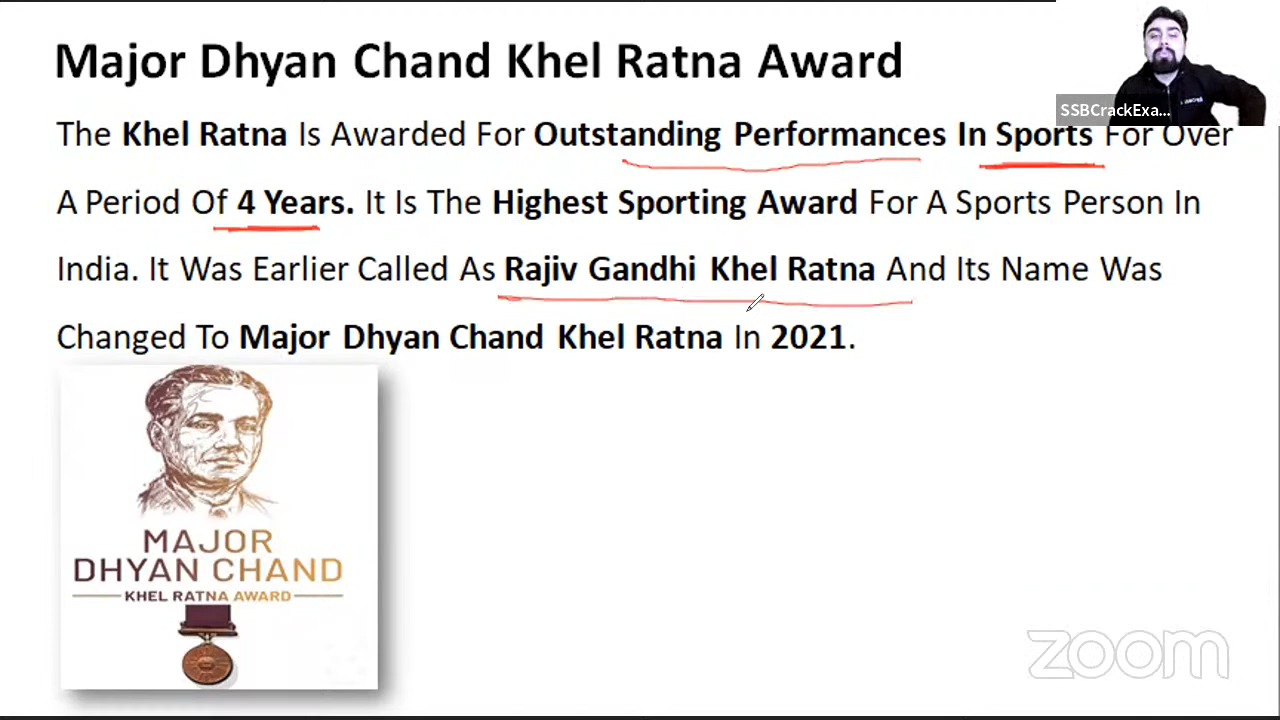 Major Dhyan Chand Khel Ratna Award
SSBCrackExa...
The Khel Ratna Is Awarded For Outstanding Performances In Sports For Over
A Period Of 4 Years. It Is The Highest Sporting Award For A Sports Person In
India. It Was Earlier Called As Rajiv Gandhi Khel Ratna And Its Name Was
Changed To Major Dhyan Chand Khel Ratna In 2021.
MAJOR
DHYAN CHAND
KHEL RATNA AWARD
zoom